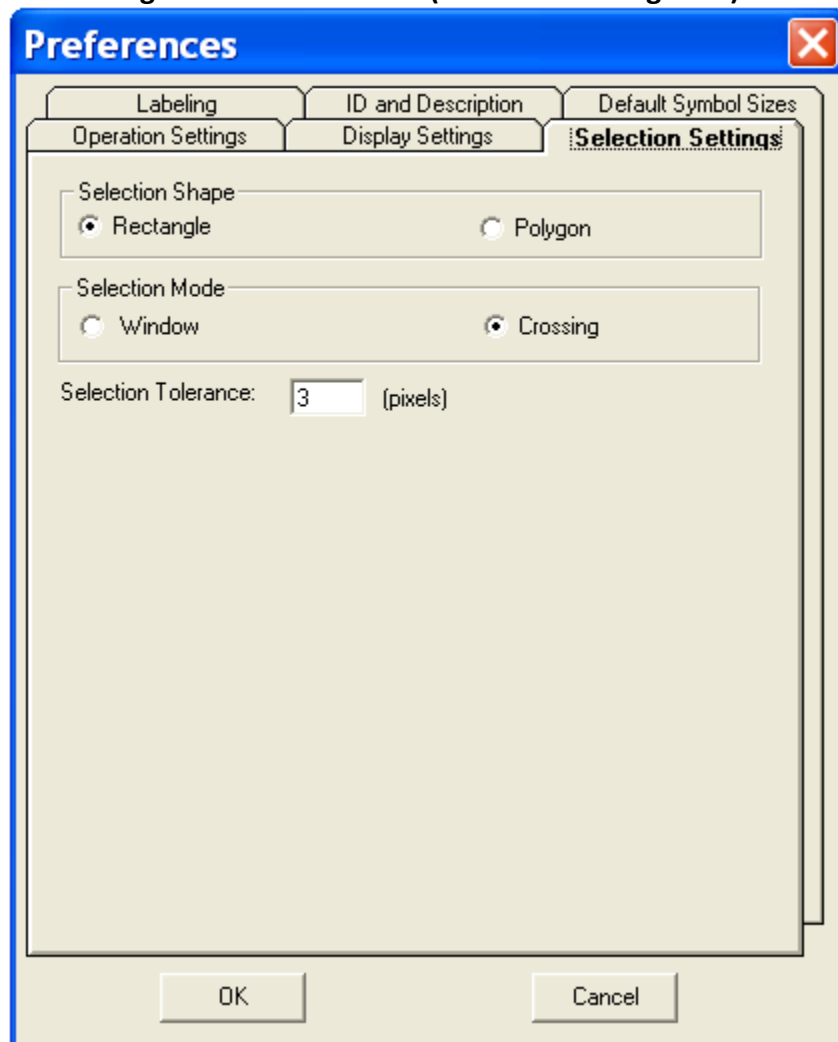 Preferences
Labeling ID and Description Default Symbol Sizes
Operation Settings Display Settings Selection Settings
Selection Shape
Rectangle Polygon
Selection Mode
Window Crossing
Selection Tolerance: 3 (pixels)
OK Cancel